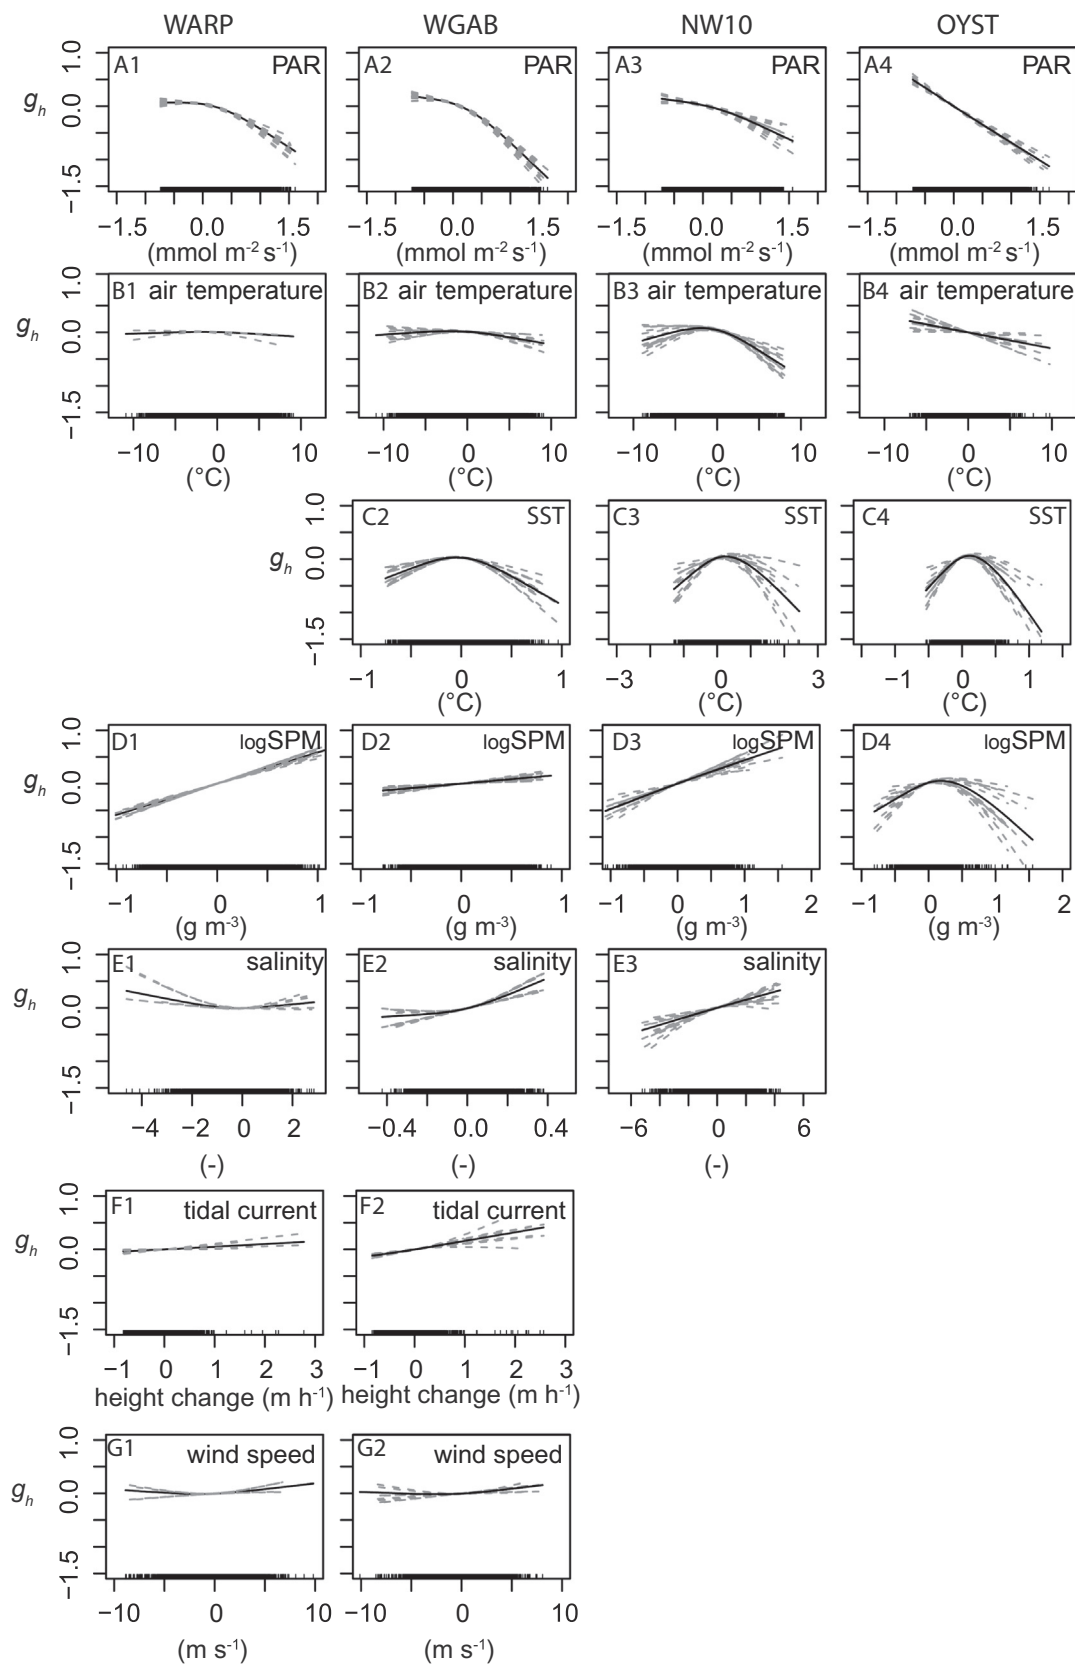 WARP WGAB NW10 OYST
A1 PAR A2 PAR A3 PAR A4 PAR
gh
1.0 0.0 −1.5
−1.5 0.0 1.5 −1.5 0.0 1.5 −1.5 0.0 1.5 −1.5 0.0 1.5
(mmol m-2 s-1) (mmol m-2 s-1) (mmol m-2 s-1) (mmol m-2 s-1)
B1 air temperature B2 air temperature B3 air temperature B4 air temperature
gh
1.0 0.0 −1.5
−10 0 10 −10 0 10 −10 0 10 −10 0 10
(°C) (°C) (°C) (°C)
C2 SST C3 SST C4 SST
gh
1.0 0.0 −1.5
−1 0 1 −3 0 3 −1 0 1
(°C) (°C) (°C)
D1 logSPM D2 logSPM D3 logSPM D4 logSPM
gh
1.0 0.0 −1.5
−1 0 1 −1 0 1 −1 0 1 2 −1 0 1 2
(g m-3) (g m-3) (g m-3) (g m-3)
E1 salinity E2 salinity E3 salinity
gh
1.0 0.0 −1.5
−4 −2 0 2 −0.4 0.0 0.4 −6 0 6
(-) (-) (-)
F1 tidal current F2 tidal current
gh
1.0 0.0 −1.5
−1 0 1 2 3 −1 0 1 2 3
height change (m h-1) height change (m h-1)
G1 wind speed G2 wind speed
gh
1.0 0.0 −1.5
−10 0 10 −10 0 10
(m s-1) (m s-1)